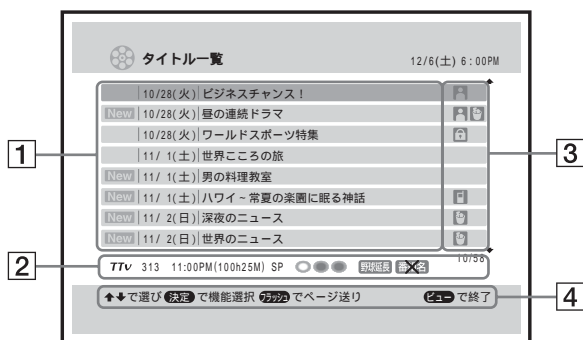 タイトル一覧
12/6(土) 6:00PM
10/28(火) ビジネスチャンス！
New 10/28(火) 昼の連続ドラマ
10/28(火) ワールドスポーツ特集
11/ 1(土) 世界こころの旅
New 11/ 1(土) 男の料理教室
New 11/ 1(土) ハワイ～常夏の楽園に眠る神話
New 11/ 2(日) 深夜のニュース
New 11/ 2(日) 世界のニュース
10/58
TTv 313 11:00PM(100h25M) SP 野球延長 番×名
↑↓で選び 決定 で機能選択 フラッシュ でページ送り ビュー で終了
1
2
3
4